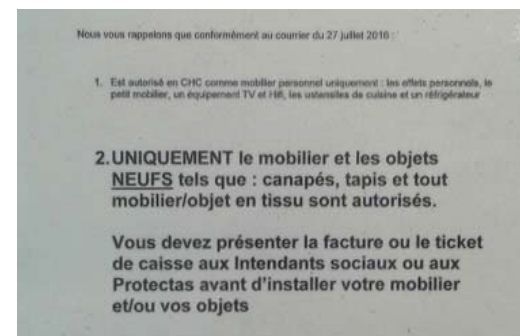 Nous vous rappelons que conformément au courrier du 27 juillet 2016 :
1. Est autorisé en CHC comme mobilier personnel uniquement : les effets personnels, le
petit mobilier, un équipement TV et Hifi, les ustensiles de cuisine et un réfrigérateur
2. UNIQUEMENT le mobilier et les objets
NEUFS tels que : canapés, tapis et tout
mobilier/objet en tissu sont autorisés.
Vous devez présenter la facture ou le ticket
de caisse aux Intendants sociaux ou aux
Protectas avant d'installer votre mobilier
et/ou vos objets